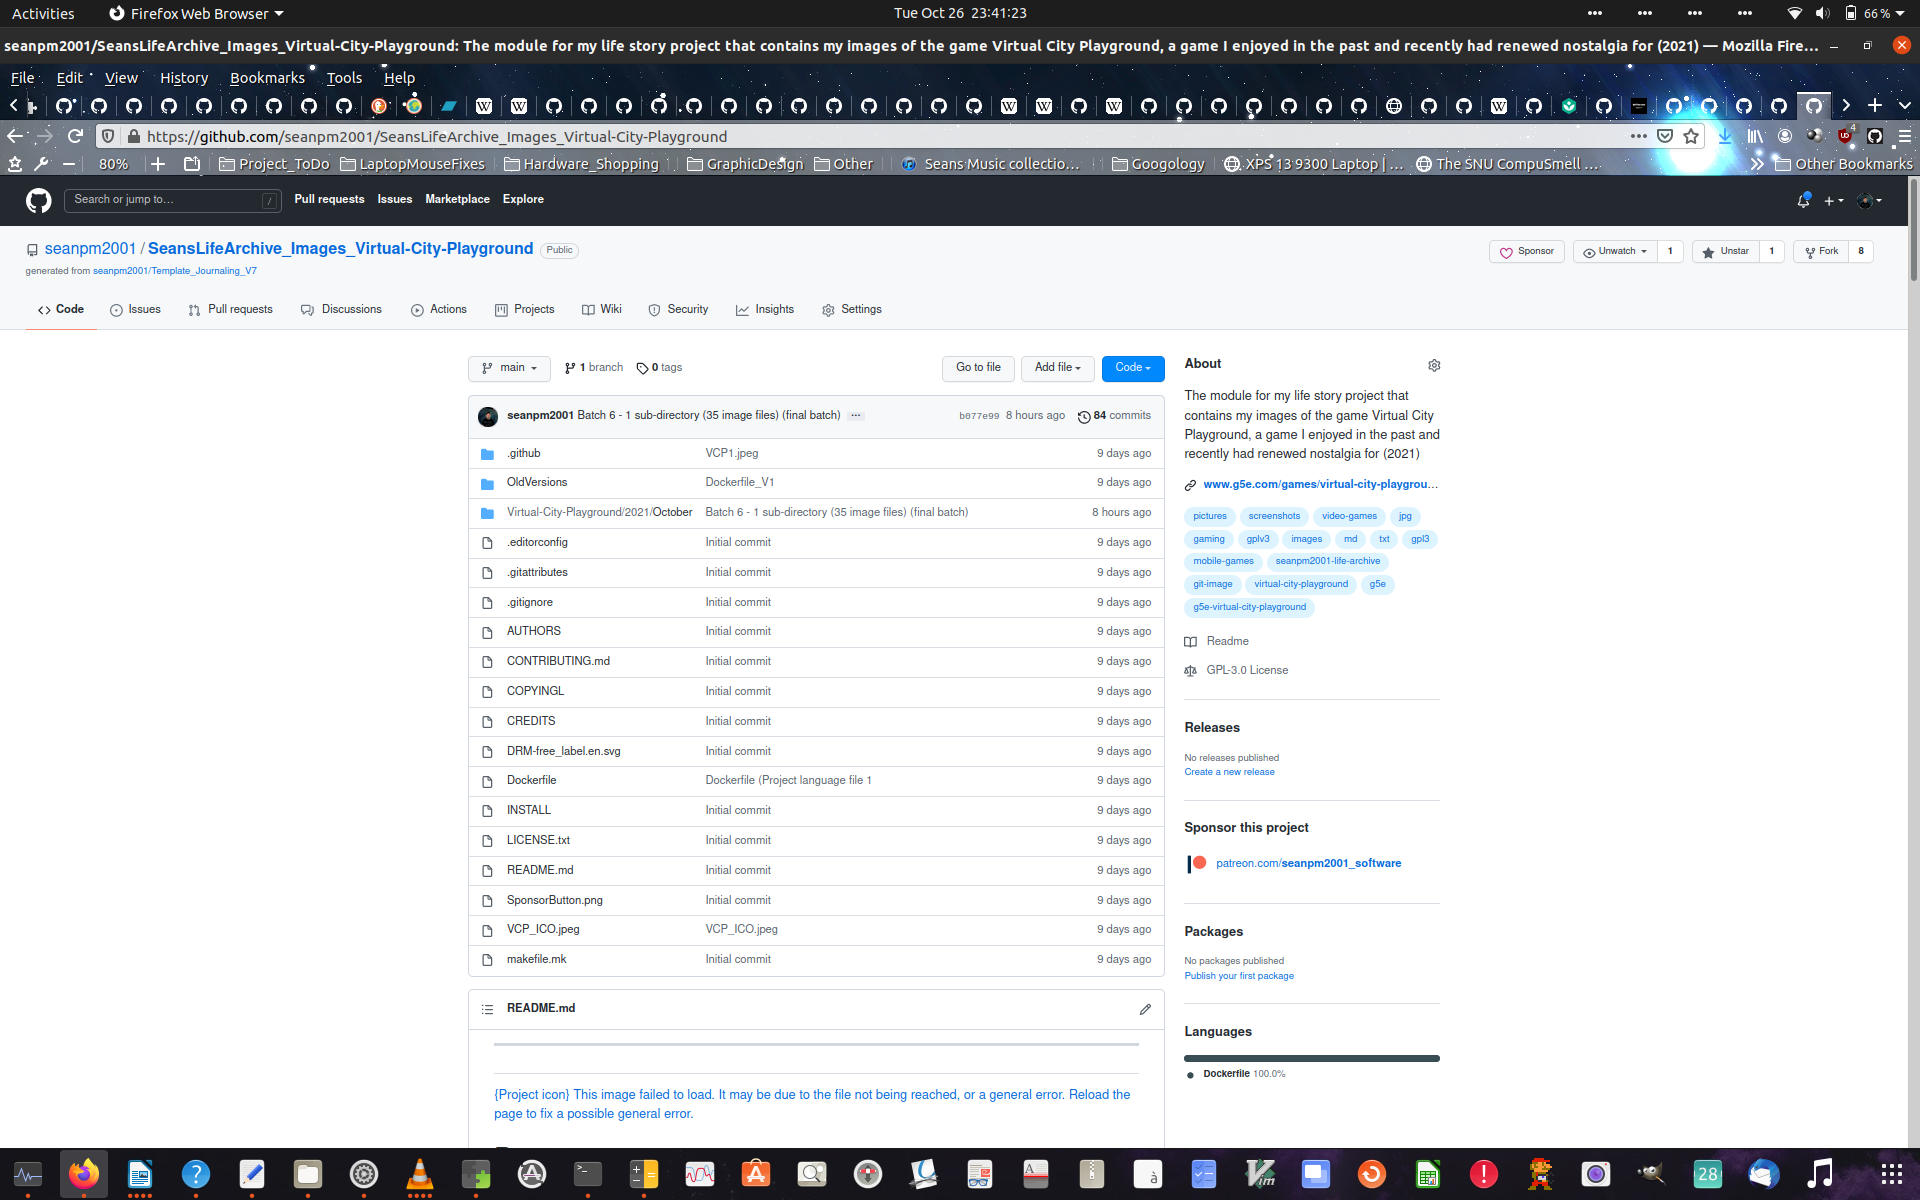 Activities Firefox Web Browser Tue Oct 26 23:41:23 66 %
seanpm2001/SeansLifeArchive_Images_Virtual-City-Playground: The module for my life story project that contains my images of the game Virtual City Playground, a game I enjoyed in the past and recently had renewed nostalgia for (2021) — Mozilla Fire…
File Edit View History Bookmarks Tools Help
https://github.com/seanpm2001/SeansLifeArchive_Images_Virtual-City-Playground
80% Project_ToDo LaptopMouseFixes Hardware_Shopping GraphicDesign Other Seans Music collectio… Googology XPS 13 9300 Laptop | … The SNU CompuSmell … Other Bookmarks
Search or jump to… / Pull requests Issues Marketplace Explore
seanpm2001 / SeansLifeArchive_Images_Virtual-City-Playground Public Sponsor Unwatch 1 Unstar 1 Fork 8
generated from seanpm2001/Template_Journaling_V7
Code Issues Pull requests Discussions Actions Projects Wiki Security Insights Settings
main 1 branch 0 tags Go to file Add file Code
seanpm2001 Batch 6 - 1 sub-directory (35 image files) (final batch) ... b077e99 8 hours ago 84 commits
.github VCP1.jpeg 9 days ago
OldVersions Dockerfile_V1 9 days ago
Virtual-City-Playground/2021/October Batch 6 - 1 sub-directory (35 image files) (final batch) 8 hours ago
.editorconfig Initial commit 9 days ago
.gitattributes Initial commit 9 days ago
.gitignore Initial commit 9 days ago
AUTHORS Initial commit 9 days ago
CONTRIBUTING.md Initial commit 9 days ago
COPYINGL Initial commit 9 days ago
CREDITS Initial commit 9 days ago
DRM-free_label.en.svg Initial commit 9 days ago
Dockerfile Dockerfile (Project language file 1 9 days ago
INSTALL Initial commit 9 days ago
LICENSE.txt Initial commit 9 days ago
README.md Initial commit 9 days ago
SponsorButton.png Initial commit 9 days ago
VCP_ICO.jpeg VCP_ICO.jpeg 9 days ago
makefile.mk Initial commit 9 days ago
README.md
{Project icon} This image failed to load. It may be due to the file not being reached, or a general error. Reload the
page to fix a possible general error.
About
The module for my life story project that
contains my images of the game Virtual City
Playground, a game I enjoyed in the past and
recently had renewed nostalgia for (2021)
www.g5e.com/games/virtual-city-playgrou…
pictures screenshots video-games jpg
gaming gplv3 images md txt gpl3
mobile-games seanpm2001-life-archive
git-image virtual-city-playground g5e
g5e-virtual-city-playground
Readme
GPL-3.0 License
Releases
No releases published
Create a new release
Sponsor this project
patreon.com/seanpm2001_software
Packages
No packages published
Publish your first package
Languages
Dockerfile 100.0%
28